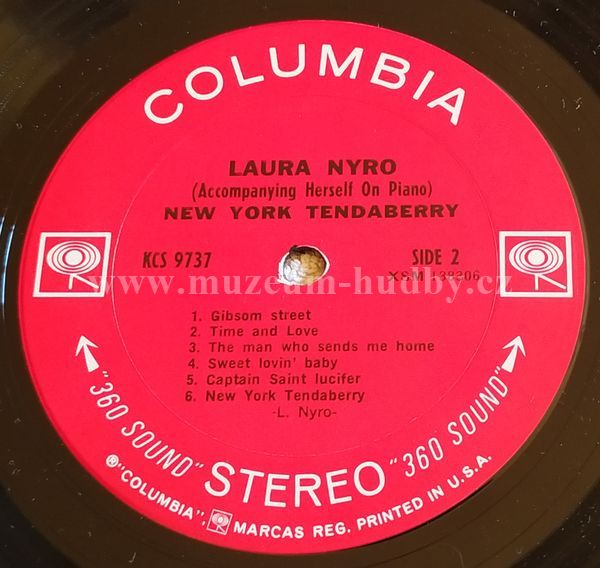 COLUMBIA
LAURA NYRO
(Accompanying Herself On Piano)
NEW YORK TENDABERRY
KCS 9737
SIDE 2
XSM 138306
www.muzeum-hudby.cz
1. Gibsom street
2. Time and Love
3. The man who sends me home
4. Sweet lovin' baby
5. Captain Saint lucifer
6. New York Tendaberry
-L. Nyro-
"360 SOUND" STEREO "360 SOUND"
®"COLUMBIA", MARCAS REG. PRINTED IN U.S.A.